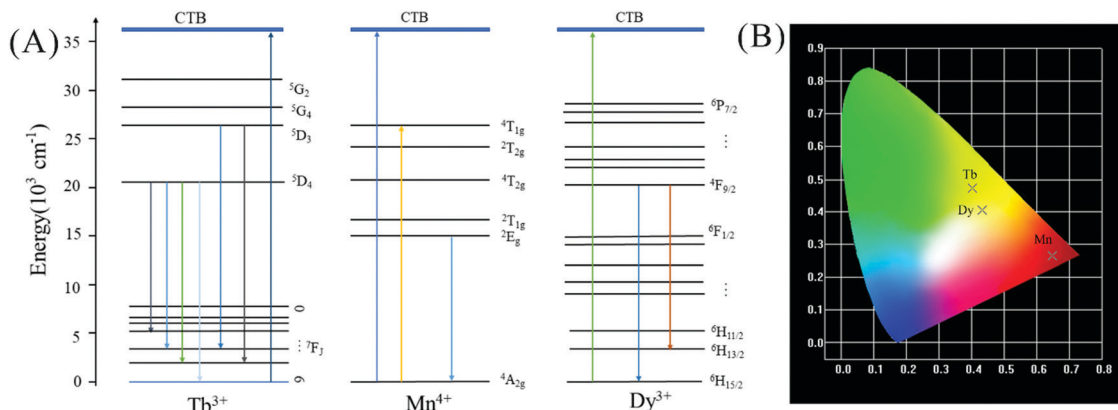 (A)
CTB
CTB
CTB
(B)
Energy(10³ cm⁻¹)
35
30
25
20
15
10
5
0
⁵G₂
⁵G₄
⁵D₃
⁵D₄
0
⋮ ⁷F_J
6
Tb³⁺
⁴T₁g
²T₂g
⁴T₂g
²T₁g
²Eg
⁴A₂g
Mn⁴⁺
⁶P₇/₂
⋮
⁴F₉/₂
⁶F₁/₂
⋮
⁶H₁₁/₂
⁶H₁₃/₂
⁶H₁₅/₂
Dy³⁺
0.9
0.8
0.7
0.6
0.5
0.4
0.3
0.2
0.1
0.0
Tb
Dy
Mn
0.0 0.1 0.2 0.3 0.4 0.5 0.6 0.7 0.8